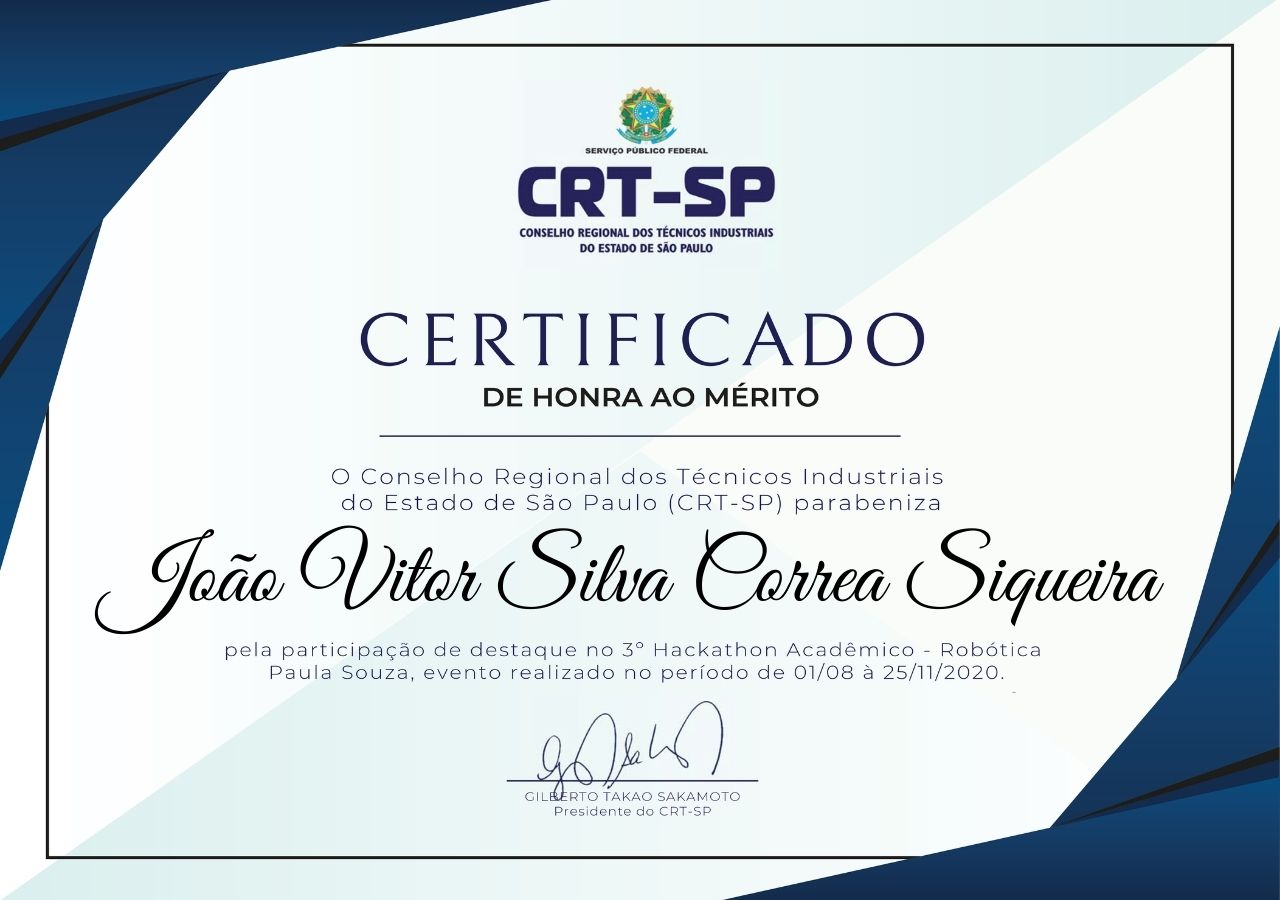 SERVIÇO PÚBLICO FEDERAL
CRT-SP
CONSELHO REGIONAL DOS TÉCNICOS INDUSTRIAIS
DO ESTADO DE SÃO PAULO
CERTIFICADO
DE HONRA AO MÉRITO
O Conselho Regional dos Técnicos Industriais
do Estado de São Paulo (CRT-SP) parabeniza
João Vitor Silva Correa Siqueira
pela participação de destaque no 3º Hackathon Acadêmico - Robótica
Paula Souza, evento realizado no período de 01/08 à 25/11/2020.
GILBERTO TAKAO SAKAMOTO
Presidente do CRT-SP